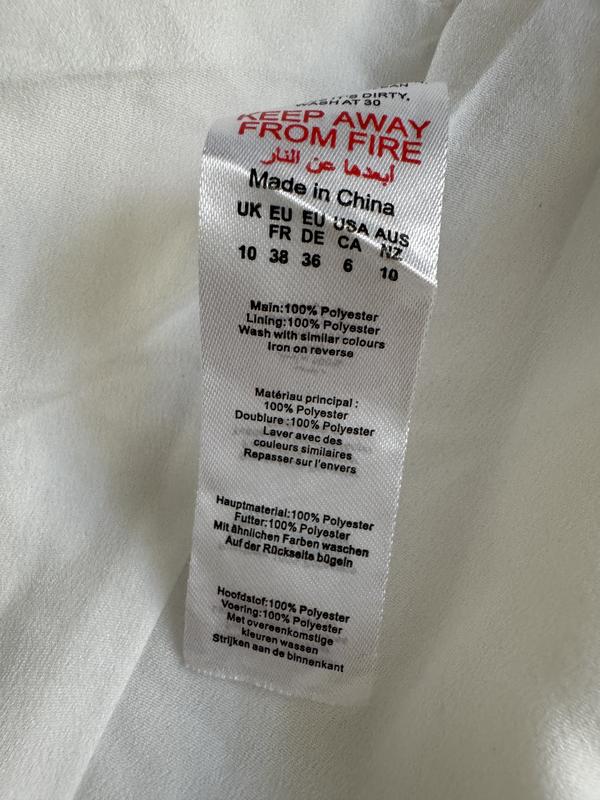 IT'S DIRTY,
WASH AT 30
KEEP AWAY
FROM FIRE
أبعدها عن النار
Made in China
UK EU EU USA AUS
FR DE CA NZ
10 38 36 6 10
Main:100% Polyester
Lining:100% Polyester
Wash with similar colours
Iron on reverse
Matériau principal :
100% Polyester
Doublure :100% Polyester
Laver avec des
couleurs similaires
Repasser sur l'envers
Hauptmaterial:100% Polyester
Futter:100% Polyester
Mit ähnlichen Farben waschen
Auf der Rückseite bügeln
Hoofdstof:100% Polyester
Voering:100% Polyester
Met overeenkomstige
kleuren wassen
Strijken aan de binnenkant